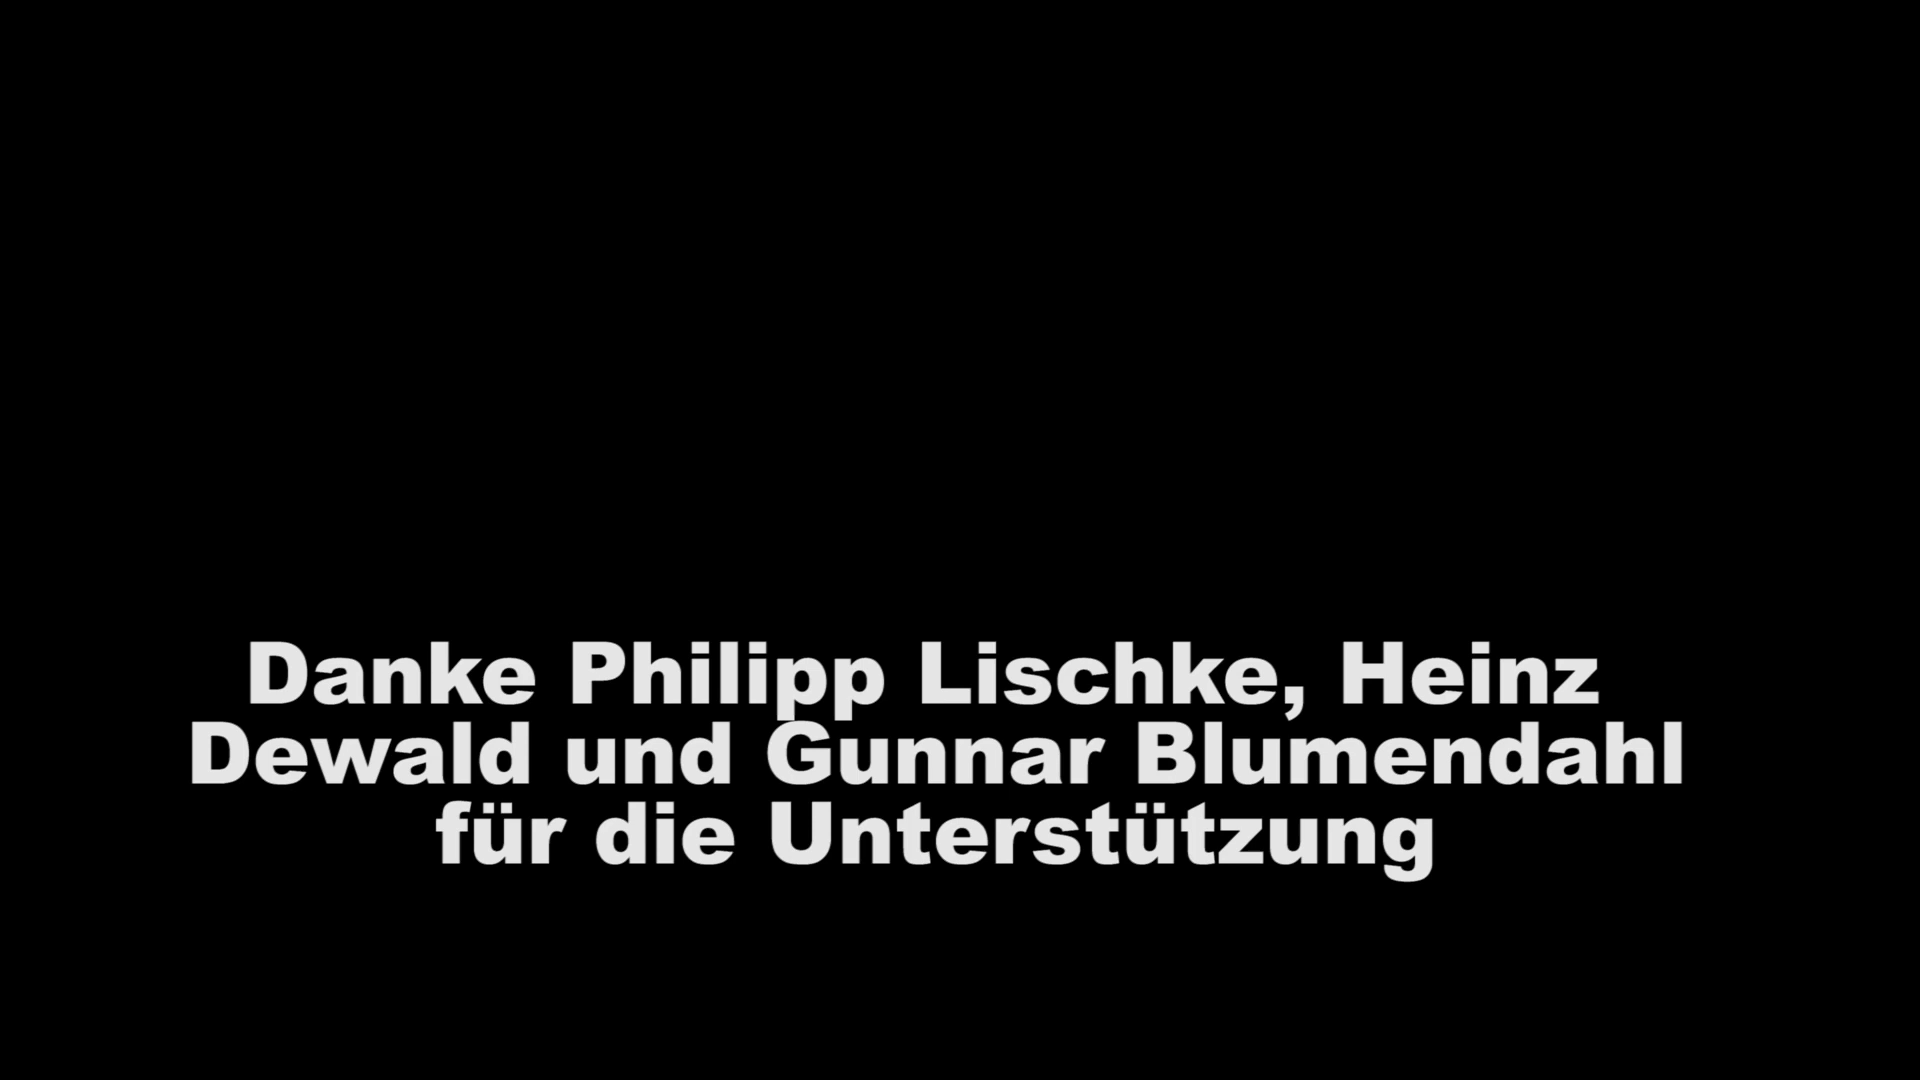 Danke Philipp Lischke, Heinz
Dewald und Gunnar Blumendahl
für die Unterstützung